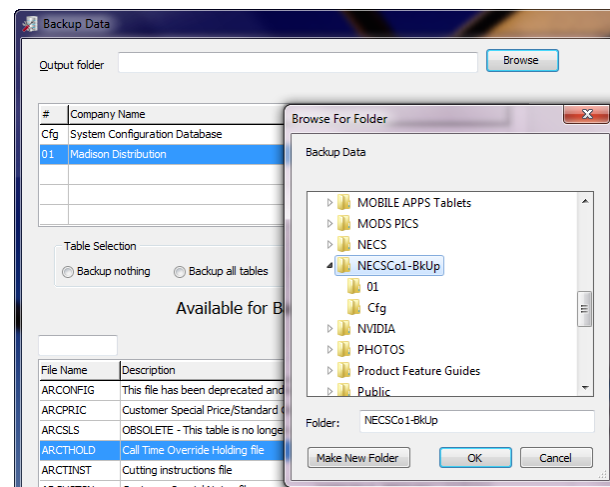 Backup Data
Output folder
Browse
# Company Name
Cfg System Configuration Database
01 Madison Distribution
Table Selection
Backup nothing Backup all tables
Available for B
File Name Description
ARCONFIG This file has been deprecated and
ARCPRIC Customer Special Price/Standard
ARCSLS OBSOLETE - This table is no longe
ARCTHOLD Call Time Override Holding file
ARCTINST Cutting instructions file
Browse For Folder
Backup Data
MOBILE APPS Tablets
MODS PICS
NECS
NECSCo1-BkUp
01
Cfg
NVIDIA
PHOTOS
Product Feature Guides
Public
Folder: NECSCo1-BkUp
Make New Folder OK Cancel